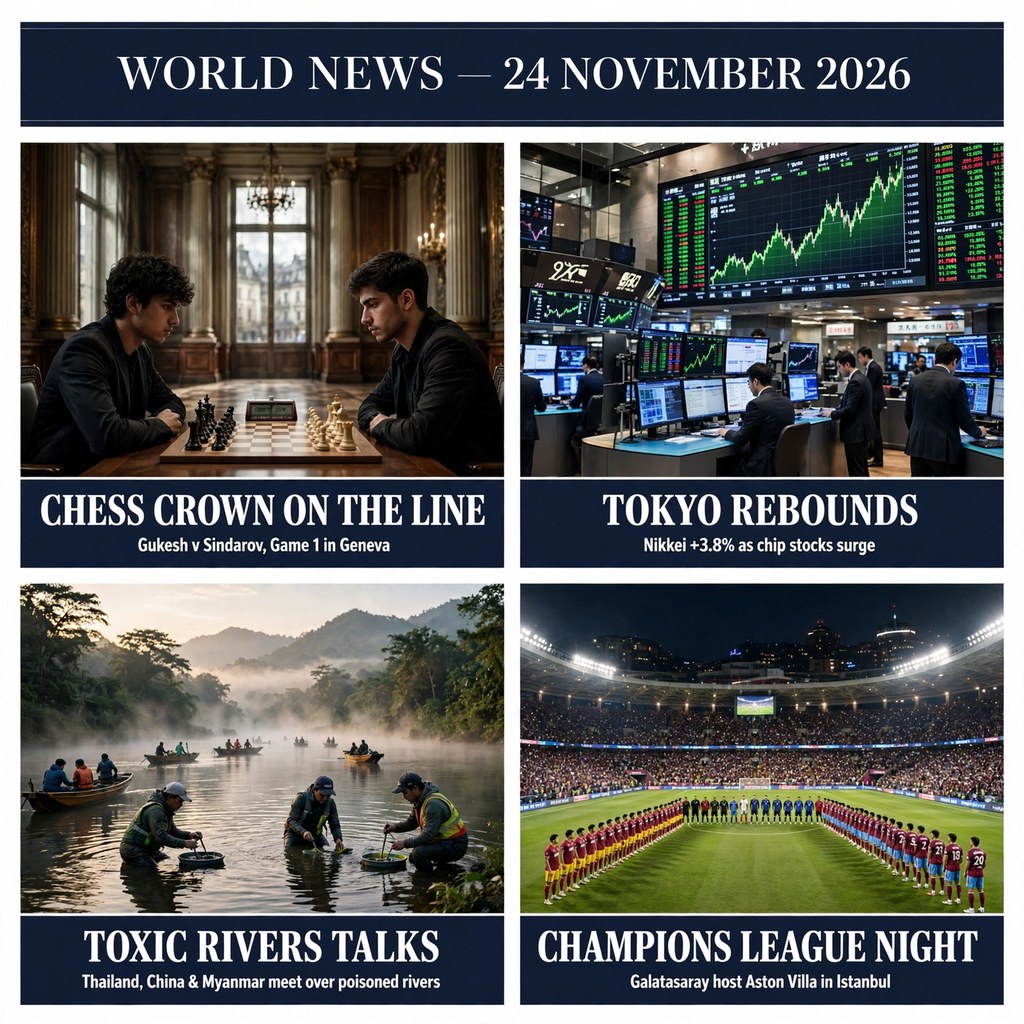 WORLD NEWS — 24 NOVEMBER 2026
CHESS CROWN ON THE LINE
Gukesh v Sindarov, Game 1 in Geneva
TOKYO REBOUNDS
Nikkei +3.8% as chip stocks surge
TOXIC RIVERS TALKS
Thailand, China & Myanmar meet over poisoned rivers
20
CHAMPIONS LEAGUE NIGHT
Galatasaray host Aston Villa in Istanbul